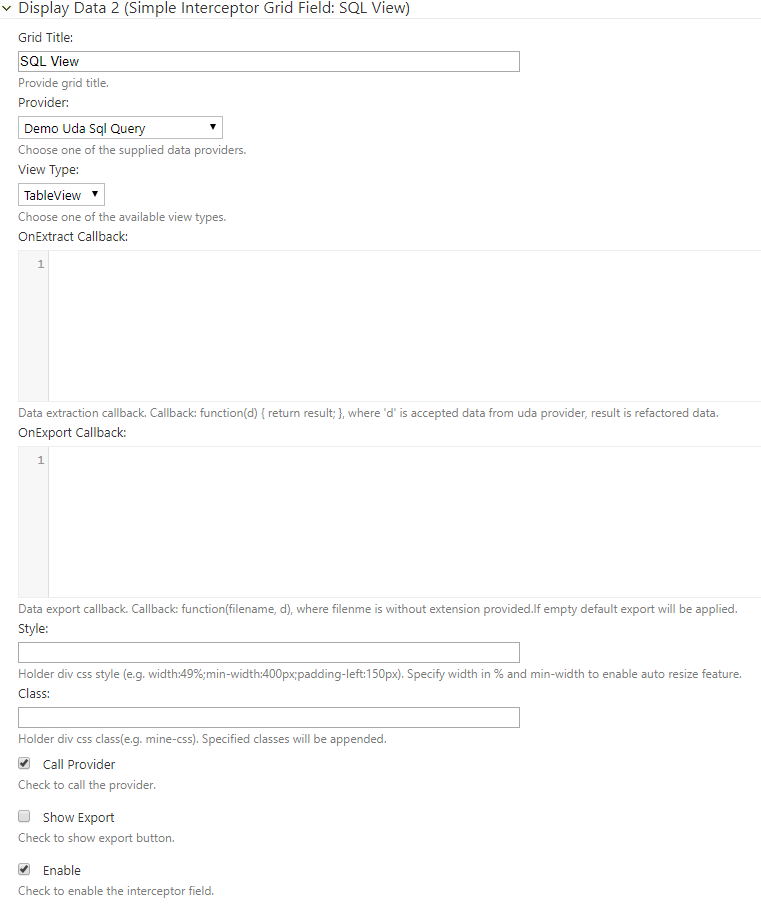 Display Data 2 (Simple Interceptor Grid Field: SQL View)
Grid Title:
SQL View
Provide grid title.
Provider:
Demo Uda Sql Query
Choose one of the supplied data providers.
View Type:
TableView
Choose one of the available view types.
OnExtract Callback:
1
Data extraction callback. Callback: function(d) { return result; }, where 'd' is accepted data from uda provider, result is refactored data.
OnExport Callback:
1
Data export callback. Callback: function(filename, d), where filenme is without extension provided.If empty default export will be applied.
Style:
Holder div css style (e.g. width:49%;min-width:400px;padding-left:150px). Specify width in % and min-width to enable auto resize feature.
Class:
Holder div css class(e.g. mine-css). Specified classes will be appended.
Call Provider
Check to call the provider.
Show Export
Check to show export button.
Enable
Check to enable the interceptor field.